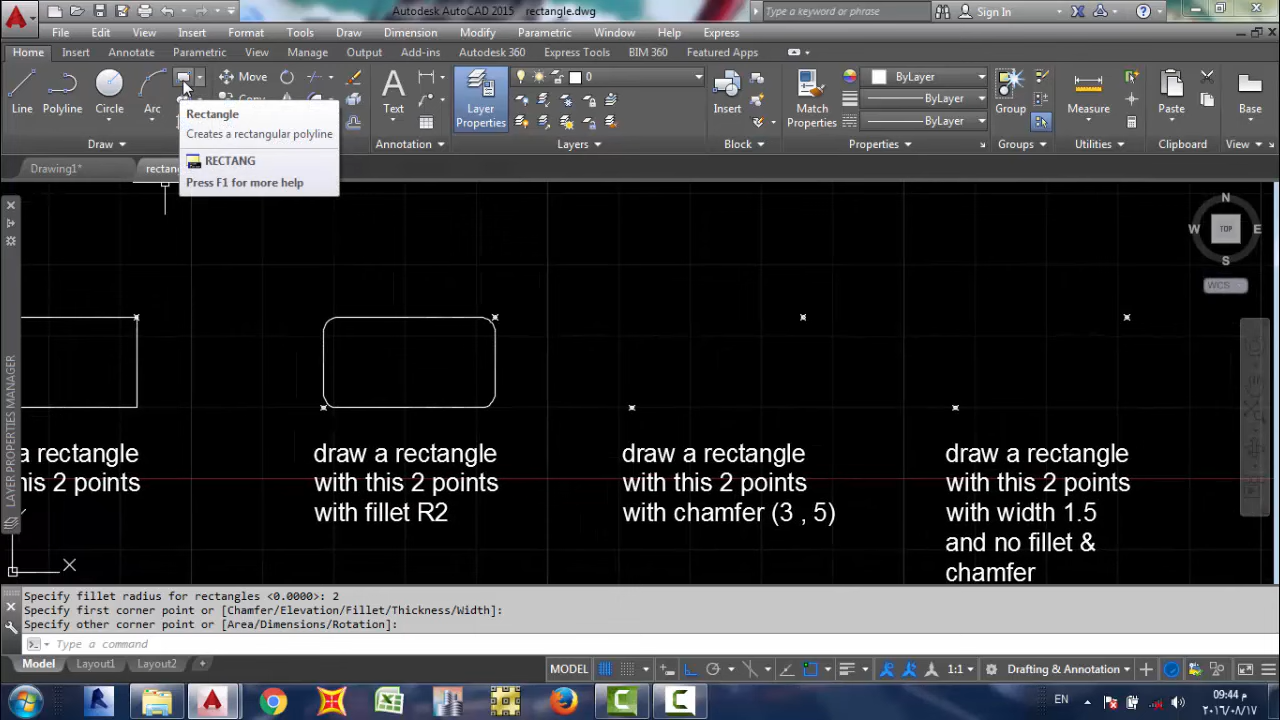 Autodesk AutoCAD 2015 rectangle.dwg
Type a keyword or phrase
Sign In
File Edit View Insert Format Tools Draw Dimension Modify Parametric Window Help Express
Home Insert Annotate Parametric View Manage Output Add-ins Autodesk 360 Express Tools BIM 360 Featured Apps
Line Polyline Circle Arc
Move
Copy
Text
Layer
Properties
0
Insert
Match
Properties
ByLayer
ByLayer
ByLayer
Group
Paste
Base
Draw Annotation Layers Block Properties Groups Utilities Clipboard View
Rectangle
Creates a rectangular polyline
RECTANG
Press F1 for more help
Drawing1*
N
W TOP E
S
WCS
LAYER PROPERTIES MANAGER
a rectangle
his 2 points
draw a rectangle
with this 2 points
with fillet R2
draw a rectangle
with this 2 points
with chamfer (3 , 5)
draw a rectangle
with this 2 points
with width 1.5
and no fillet &
chamfer
X
Specify fillet radius for rectangles <0.0000>: 2
Specify first corner point or [Chamfer/Elevation/Fillet/Thickness/Width]:
Specify other corner point or [Area/Dimensions/Rotation]:
Type a command
Model Layout1 Layout2 +
MODEL 1:1 Drafting & Annotation
EN
09:44 م
٢٠١٦/٠٨/١٧